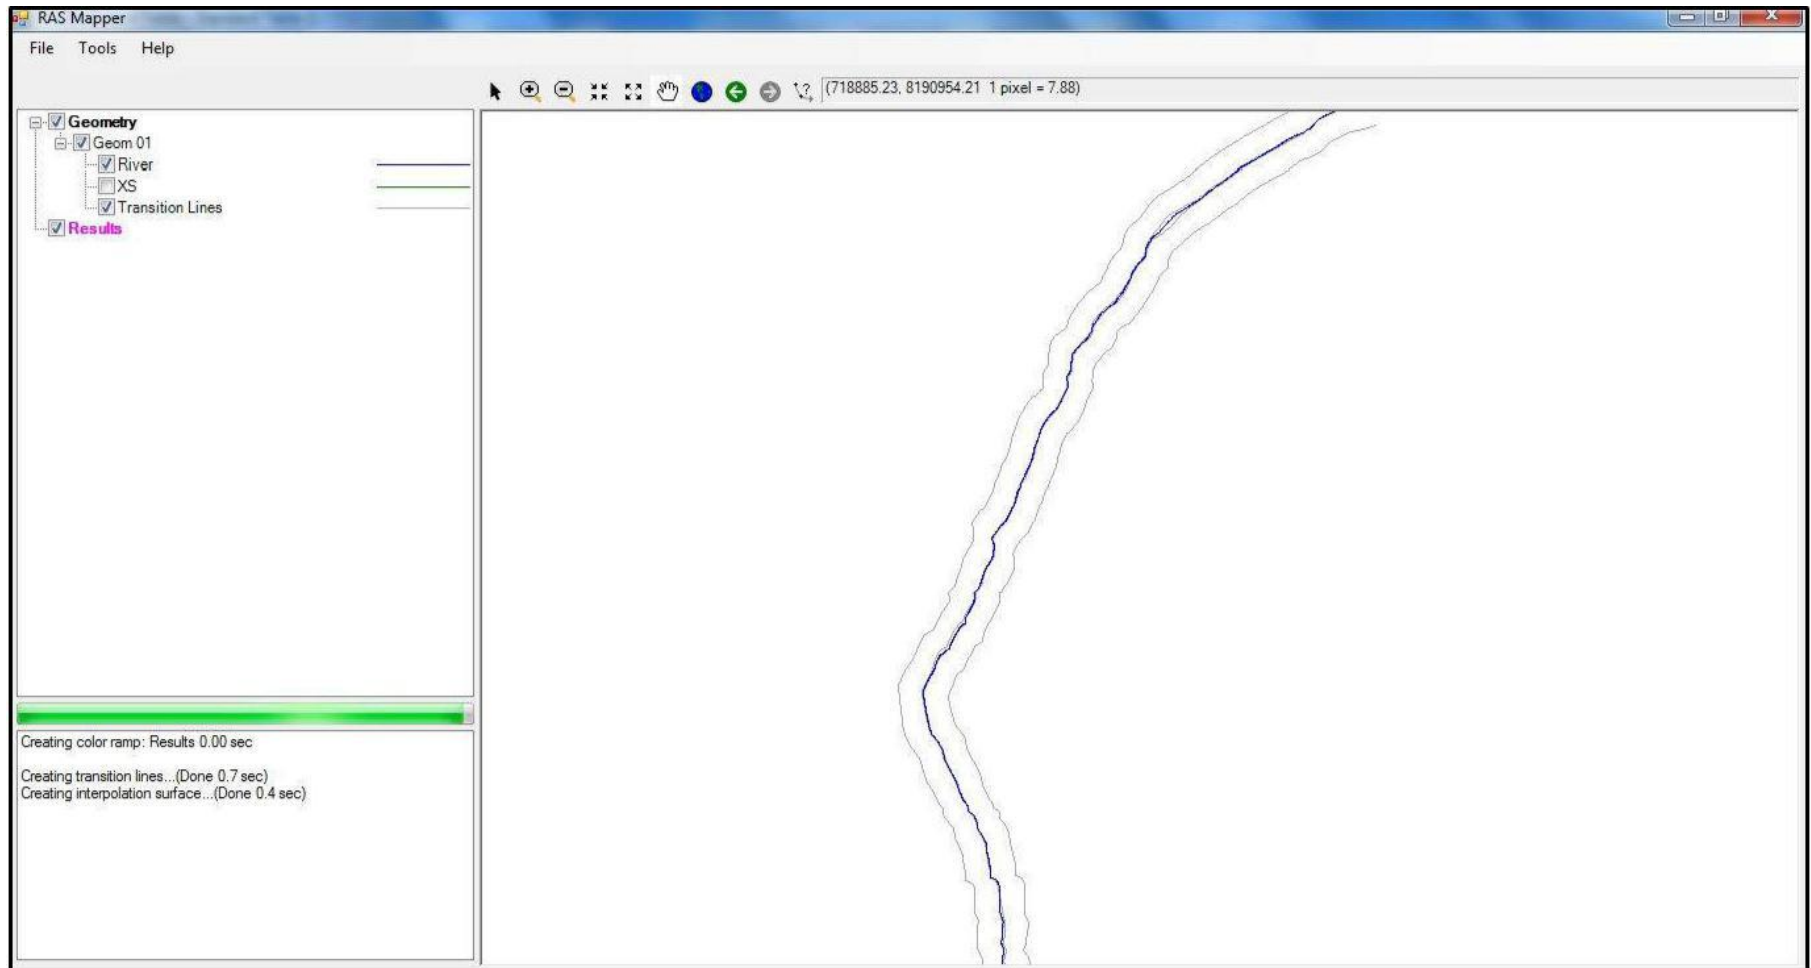 RAS Mapper
File Tools Help
(718885.23, 8190954.21 1 pixel = 7.88)
Geometry
Geom 01
River
XS
Transition Lines
Results
Creating color ramp: Results 0.00 sec
Creating transition lines...(Done 0.7 sec)
Creating interpolation surface...(Done 0.4 sec)